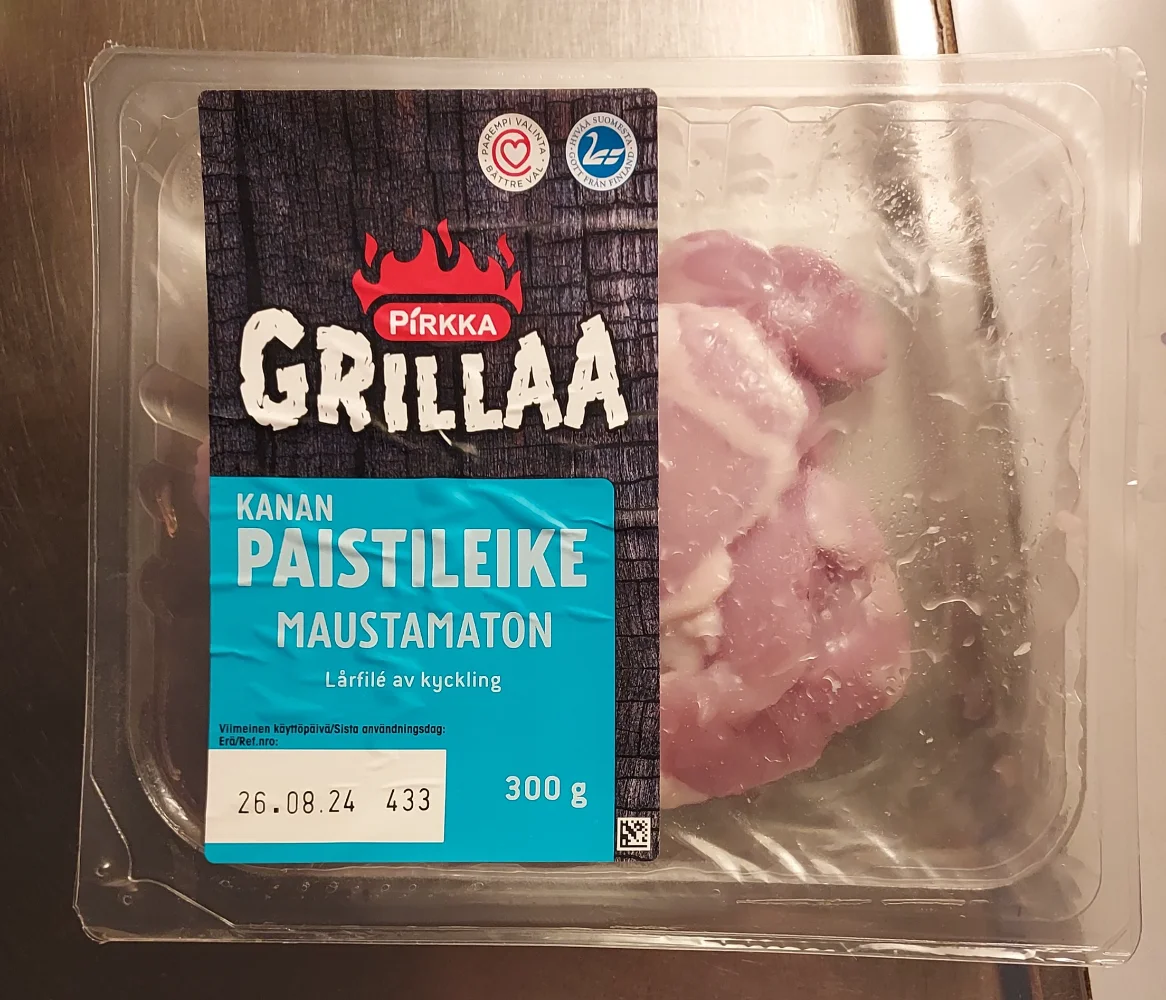 PAREMPI VALINTA
BÄTTRE VAL
HYVÄÄ SUOMESTA
GOTT FRÅN FINLAND
PIRKKA
GRILLAA
KANAN
PAISTILEIKE
MAUSTAMATON
Lårfilé av kyckling
Viimeinen käyttöpäivä/Sista användningsdag:
Erä/Ref.nro:
26.08.24 433
300 g